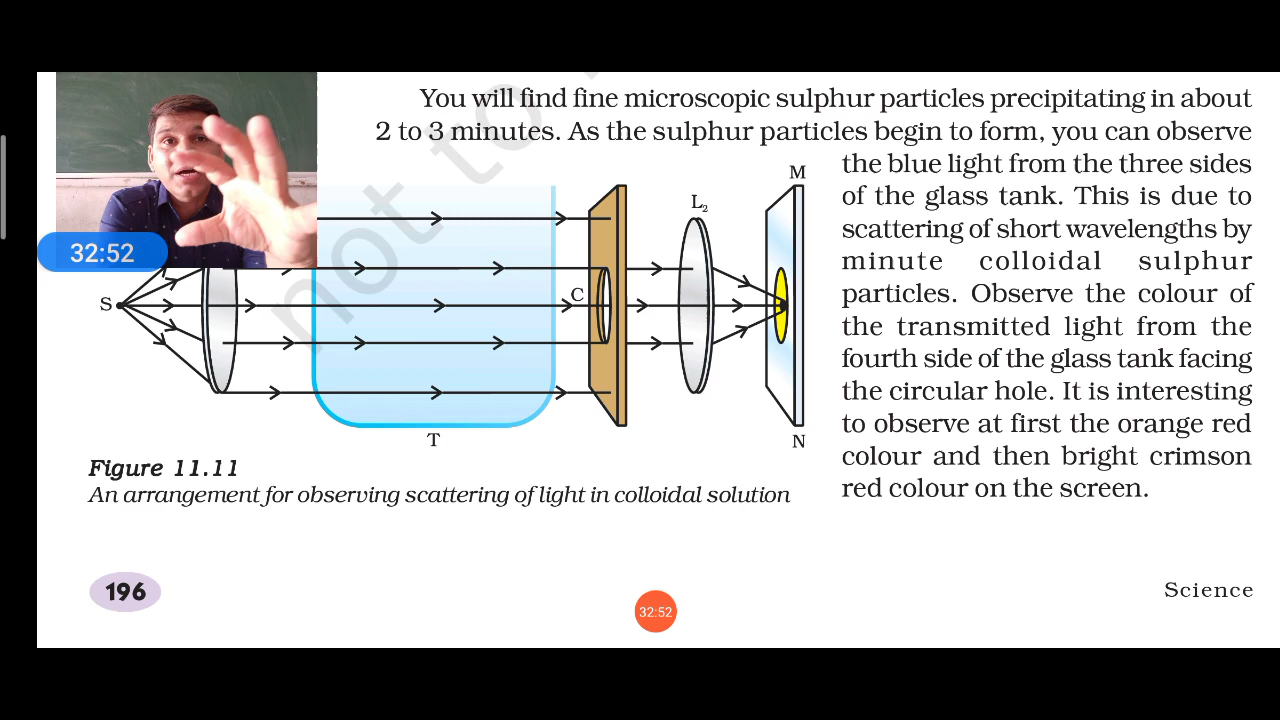 You will find fine microscopic sulphur particles precipitating in about
2 to 3 minutes. As the sulphur particles begin to form, you can observe
the blue light from the three sides
of the glass tank. This is due to
scattering of short wavelengths by
minute colloidal sulphur
particles. Observe the colour of
the transmitted light from the
fourth side of the glass tank facing
the circular hole. It is interesting
to observe at first the orange red
colour and then bright crimson
red colour on the screen.
32:52
S
C
L2
M
N
T
not to
Figure 11.11
An arrangement for observing scattering of light in colloidal solution
196
32:52
Science